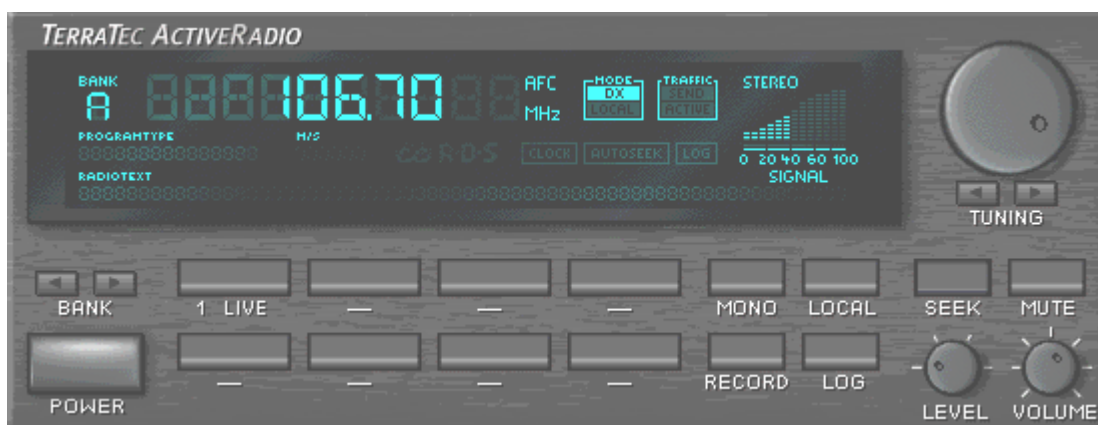 TERRATEC ACTIVERADIO
BANK
A
106.70
AFC
MHz
MODE
DX
LOCAL
TRAFFIC
SEND
ACTIVE
STEREO
PROGRAMTYPE
M/S
R·D·S
CLOCK
AUTOSEEK
LOG
0 20 40 60 100
SIGNAL
RADIOTEXT
TUNING
BANK
1 LIVE
—
—
—
MONO
LOCAL
SEEK
MUTE
POWER
—
—
—
—
RECORD
LOG
LEVEL
VOLUME